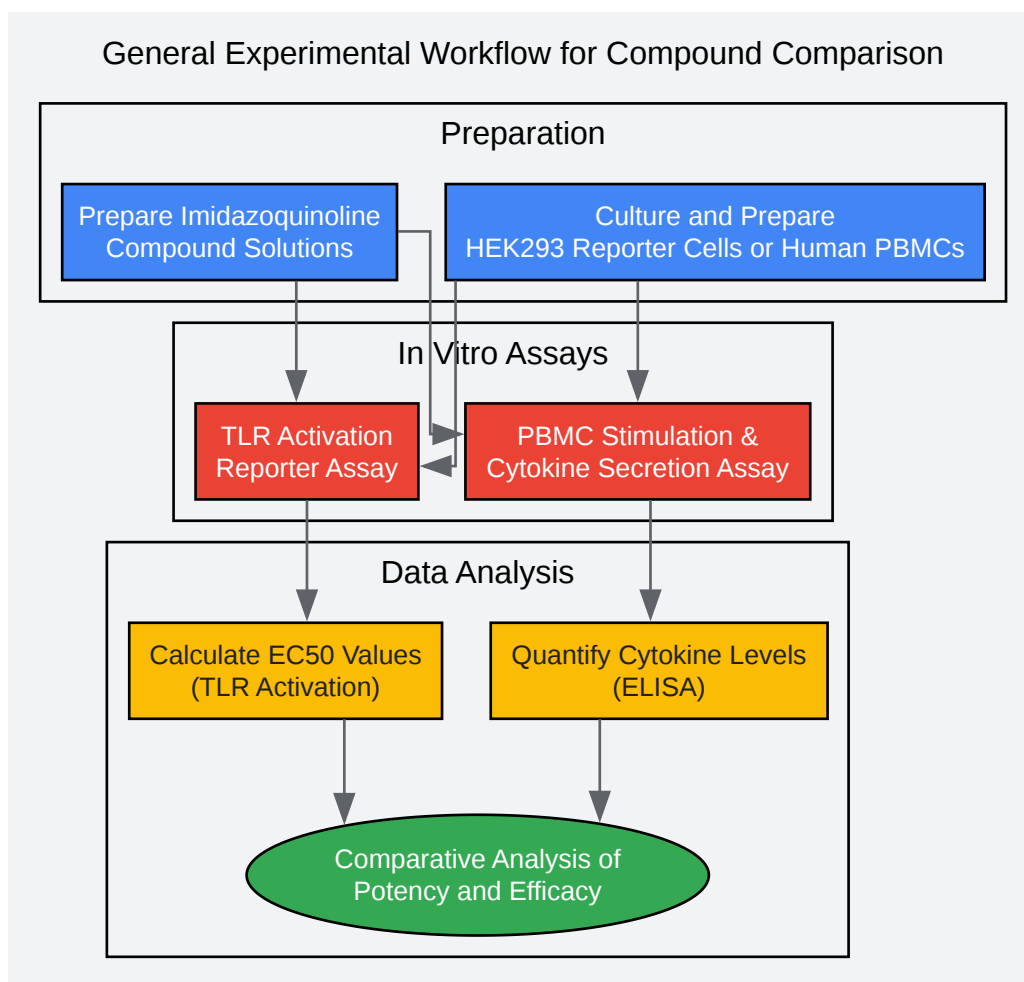 General Experimental Workflow for Compound Comparison
Preparation
Prepare Imidazoquinoline
Compound Solutions
Culture and Prepare
HEK293 Reporter Cells or Human PBMCs
In Vitro Assays
TLR Activation
Reporter Assay
PBMC Stimulation &
Cytokine Secretion Assay
Data Analysis
Calculate EC50 Values
(TLR Activation)
Quantify Cytokine Levels
(ELISA)
Comparative Analysis of
Potency and Efficacy